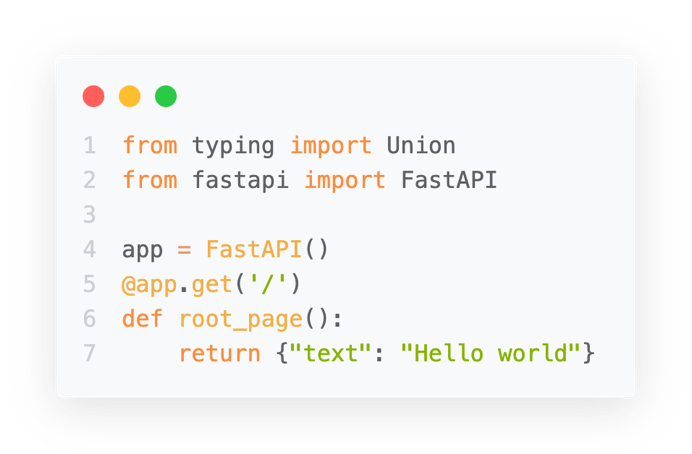 1 from typing import Union
2 from fastapi import FastAPI
3
4 app = FastAPI()
5 @app.get('/')
6 def root_page():
7     return {"text": "Hello world"}